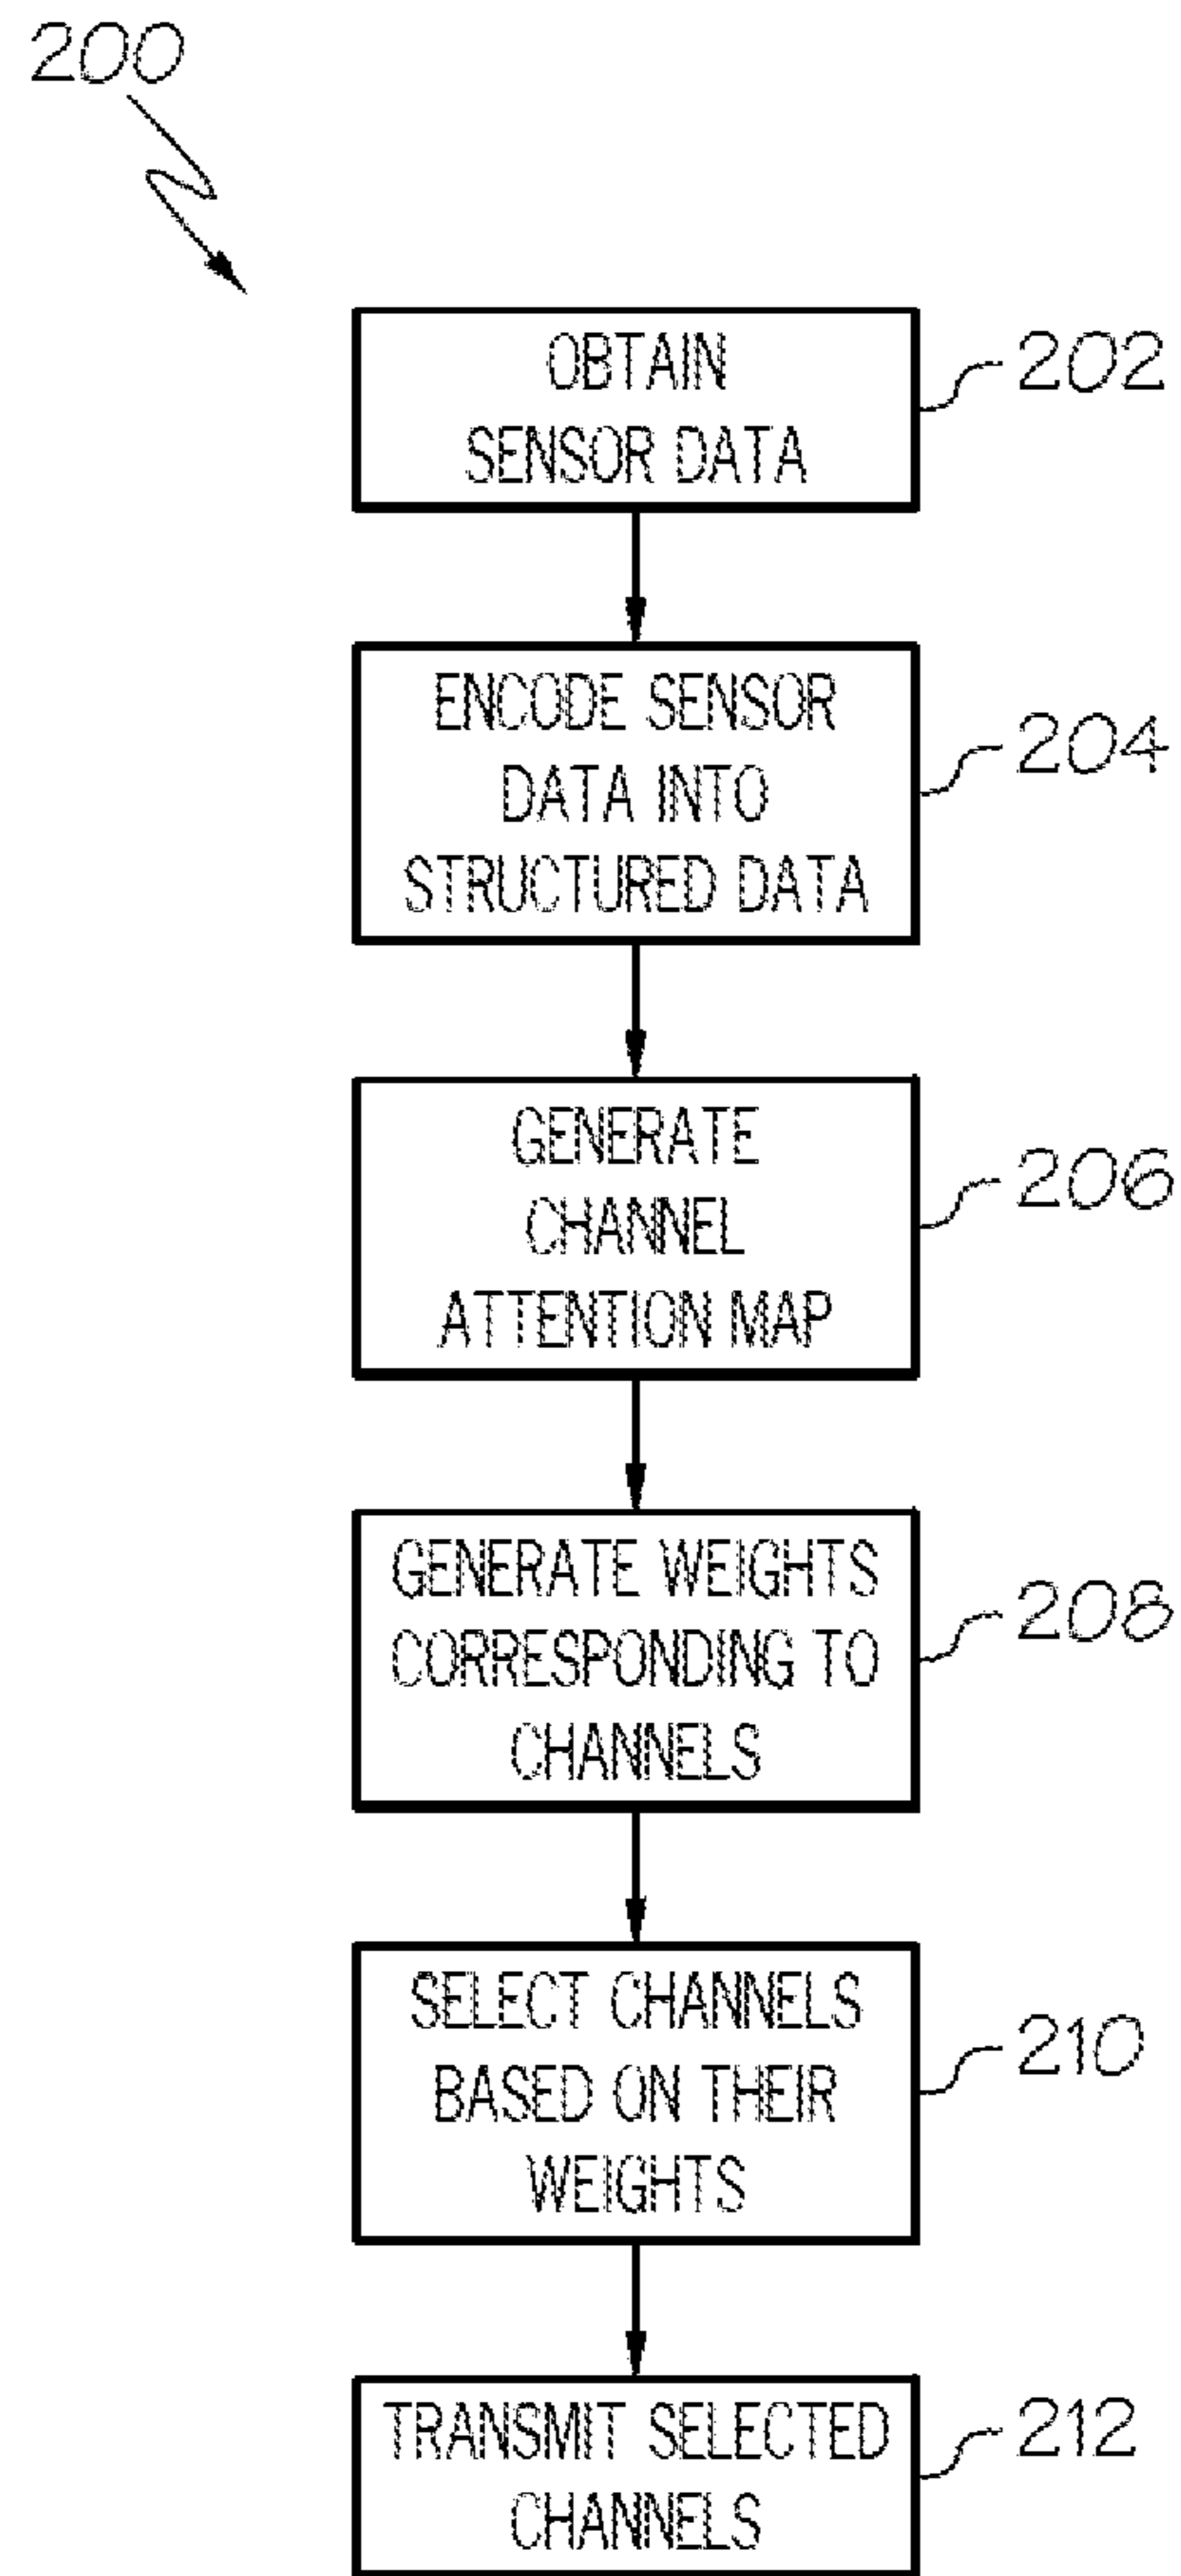 200
OBTAIN
SENSOR DATA
202
ENCODE SENSOR
DATA INTO
STRUCTURED DATA
204
GENERATE
CHANNEL
ATTENTION MAP
206
GENERATE WEIGHTS
CORRESPONDING TO
CHANNELS
208
SELECT CHANNELS
BASED ON THEIR
WEIGHTS
210
TRANSMIT SELECTED
CHANNELS
212